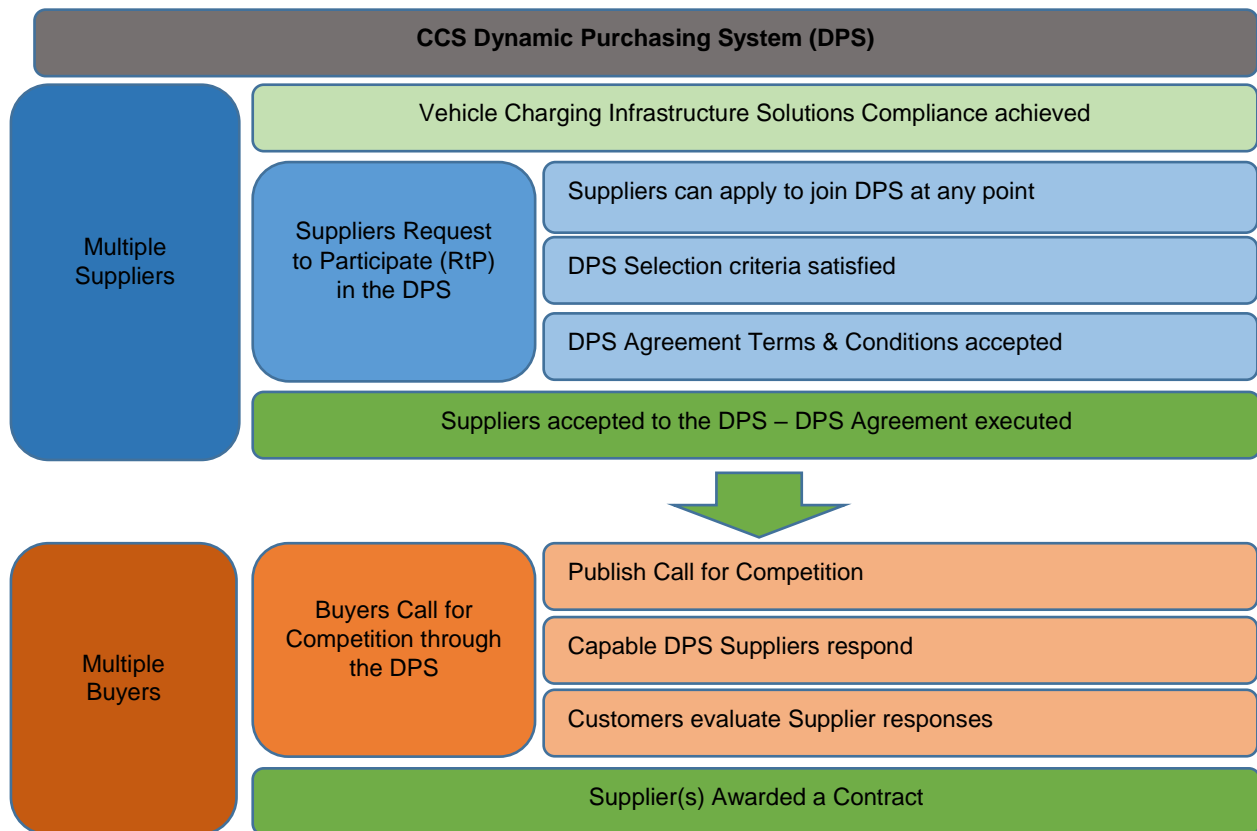 CCS Dynamic Purchasing System (DPS)
Vehicle Charging Infrastructure Solutions Compliance achieved
Multiple
Suppliers
Suppliers Request
to Participate (RtP)
in the DPS
Suppliers can apply to join DPS at any point
DPS Selection criteria satisfied
DPS Agreement Terms & Conditions accepted
Suppliers accepted to the DPS – DPS Agreement executed
Multiple
Buyers
Buyers Call for
Competition through
the DPS
Publish Call for Competition
Capable DPS Suppliers respond
Customers evaluate Supplier responses
Supplier(s) Awarded a Contract